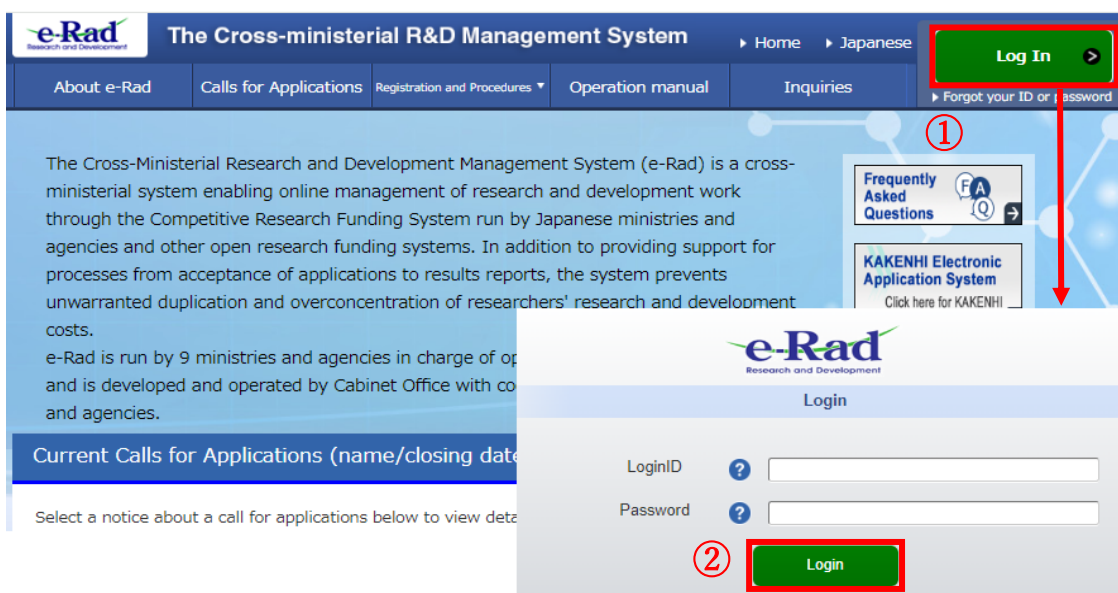 e-Rad
Research and Development
The Cross-ministerial R&D Management System
Home
Japanese
Log In
Forgot your ID or password
About e-Rad
Calls for Applications
Registration and Procedures
Operation manual
Inquiries
①
The Cross-Ministerial Research and Development Management System (e-Rad) is a cross-
ministerial system enabling online management of research and development work
through the Competitive Research Funding System run by Japanese ministries and
agencies and other open research funding systems. In addition to providing support for
processes from acceptance of applications to results reports, the system prevents
unwarranted duplication and overconcentration of researchers' research and development
costs.
e-Rad is run by 9 ministries and agencies in charge of
and is developed and operated by Cabinet Office with
and agencies.
Frequently
Asked
Questions
F A Q
KAKENHI Electronic
Application System
Click here for KAKENHI
Current Calls for Applications (name/closing date
Select a notice about a call for applications below to view
e-Rad
Research and Development
Login
LoginID
Password
②
Login